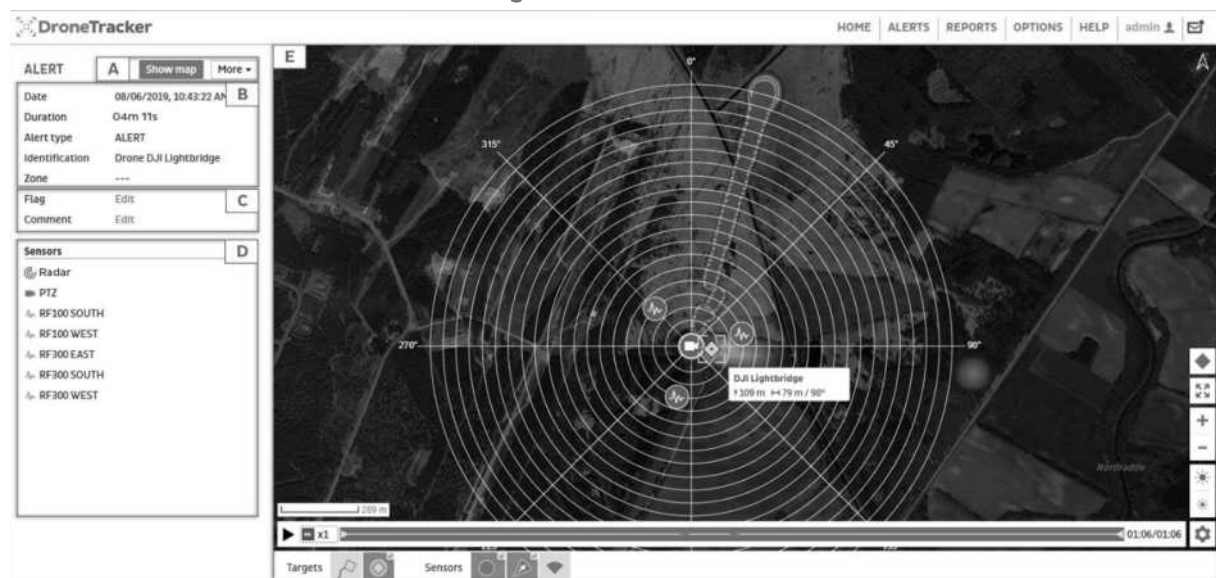 DroneTracker
HOME ALERTS REPORTS OPTIONS HELP admin
ALERT A Show map More
B
Date 08/06/2019, 10:43:22 AM
Duration 04m 11s
Alert type ALERT
Identification Drone DJI Lightbridge
Zone ---
C
Flag Edit
Comment Edit
D
Sensors
Radar
PTZ
RF100 SOUTH
RF100 WEST
RF300 EAST
RF300 SOUTH
RF300 WEST
E
0°
315° 45°
270° 90°
DJI Lightbridge
109 m 79 m / 98°
Nordradde
289 m
x1 01:06/01:06
225°
Targets Sensors